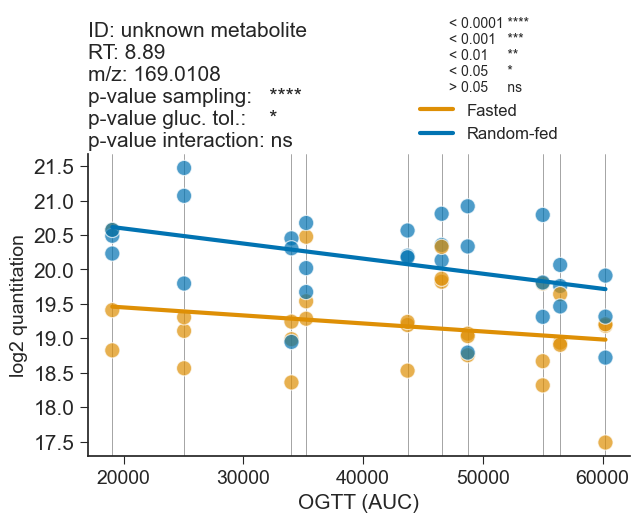 ID: unknown metabolite
RT: 8.89
m/z: 169.0108
p-value sampling: ****
p-value gluc. tol.: *
p-value interaction: ns
< 0.0001 ****
< 0.001 ***
< 0.01 **
< 0.05 *
> 0.05 ns
Fasted
Random-fed
log2 quantitation
21.5
21.0
20.5
20.0
19.5
19.0
18.5
18.0
17.5
20000 30000 40000 50000 60000
OGTT (AUC)